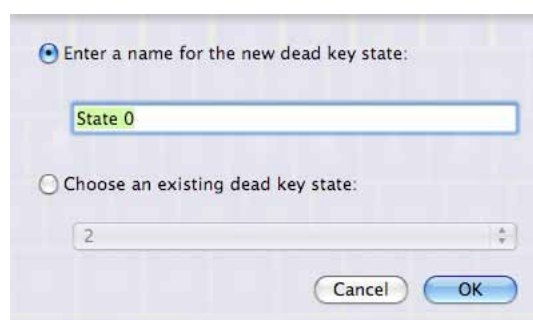 Enter a name for the new dead key state:
State 0
Choose an existing dead key state:
2
Cancel OK